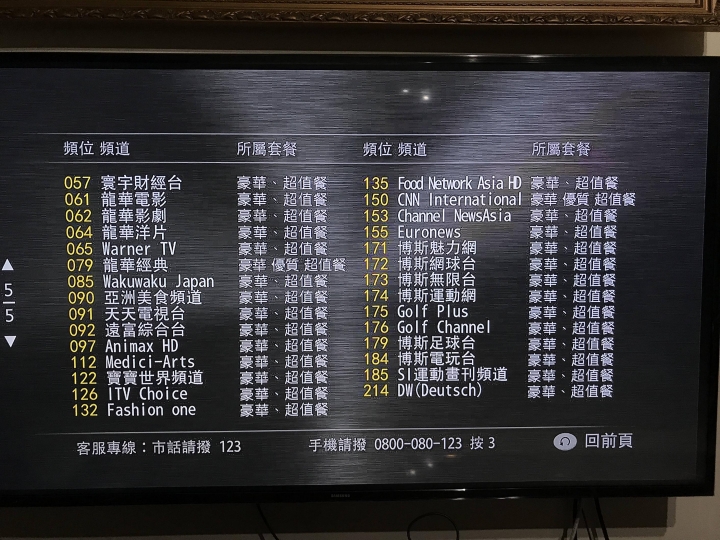 頻位 頻道 所屬套餐 頻位 頻道 所屬套餐
057 寰宇財經台 豪華、超值餐
061 龍華電影 豪華、超值餐
062 龍華影劇 豪華、超值餐
064 龍華洋片 豪華、超值餐
065 Warner TV 豪華、超值餐
079 龍華經典 豪華 優質 超值餐
085 Wakuwaku Japan 豪華、超值餐
090 亞洲美食頻道 豪華、超值餐
091 天天電視台 豪華、超值餐
092 遠富綜合台 豪華、超值餐
097 Animax HD 豪華、超值餐
112 Medici-Arts 豪華、超值餐
122 寶寶世界頻道 豪華、超值餐
126 ITV Choice 豪華、超值餐
132 Fashion one 豪華、超值餐
135 Food Network Asia HD 豪華、超值餐
150 CNN International 豪華 優質 超值餐
153 Channel NewsAsia 豪華、超值餐
155 Euronews 豪華、超值餐
171 博斯魅力網 豪華、超值餐
172 博斯網球台 豪華、超值餐
173 博斯無限台 豪華、超值餐
174 博斯運動網 豪華、超值餐
175 Golf Plus 豪華、超值餐
176 Golf Channel 豪華、超值餐
179 博斯足球台 豪華、超值餐
184 博斯電玩台 豪華、超值餐
185 SI運動畫刊頻道 豪華、超值餐
214 DW(Deutsch) 豪華、超值餐
▲
5
5
▼
客服專線：市話請撥 123 手機請撥 0800-080-123 按 3 回前頁